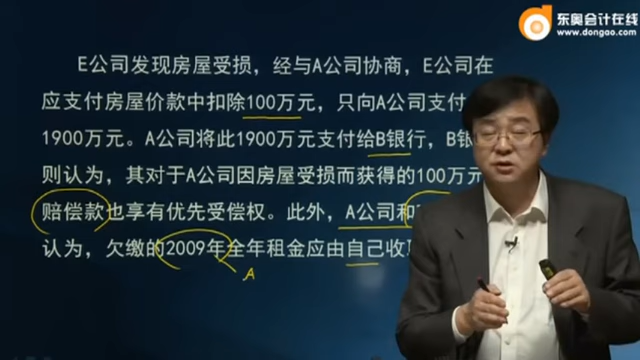 东奥会计在线
www.dongao.com
E公司发现房屋受损，经与A公司协商，E公司在
应支付房屋价款中扣除100万元，只向A公司支付
1900万元。A公司将此1900万元支付给B银行，B银
则认为，其对于A公司因房屋受损而获得的100万元
赔偿款也享有优先受偿权。此外，A公司和
认为，欠缴的2009年全年租金应由自己收
A